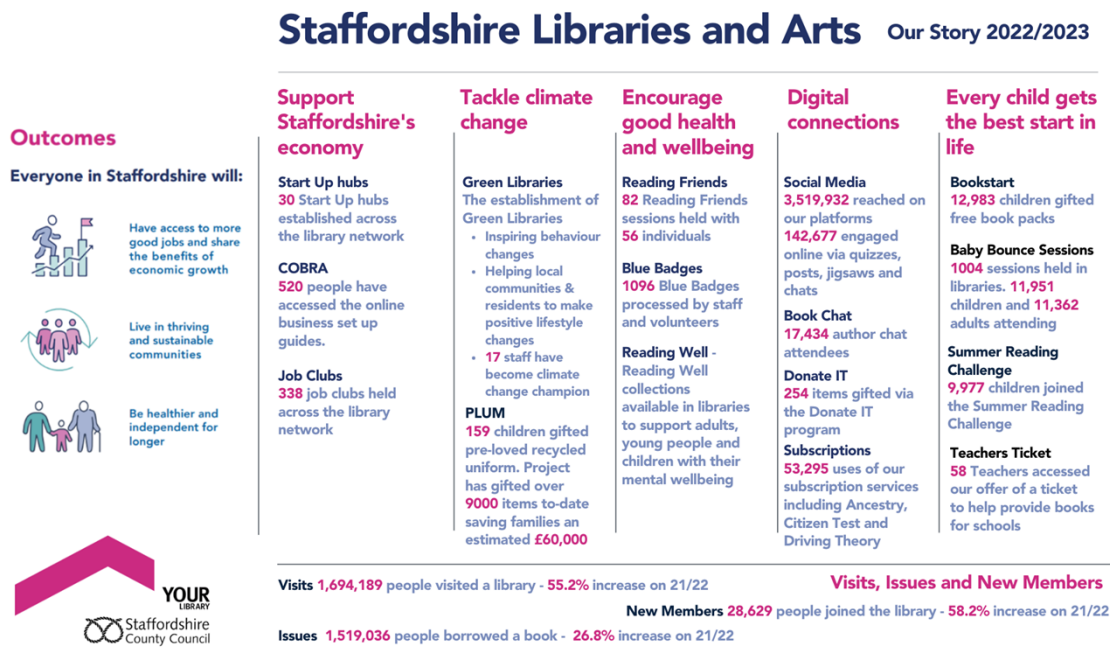 Staffordshire Libraries and Arts Our Story 2022/2023
Outcomes
Everyone in Staffordshire will:
Have access to more
good jobs and share
the benefits of
economic growth
Live in thriving
and sustainable
communities
Be healthier and
independent for
longer
YOUR
LIBRARY
Staffordshire
County Council
Support
Staffordshire's
economy
Start Up hubs
30 Start Up hubs
established across
the library network
COBRA
520 people have
accessed the online
business set up
guides.
Job Clubs
338 job clubs held
across the library
network
Tackle climate
change
Green Libraries
The establishment of
Green Libraries
• Inspiring behaviour
changes
• Helping local
communities &
residents to make
positive lifestyle
changes
• 17 staff have
become climate
change champion
PLUM
159 children gifted
pre-loved recycled
uniform. Project
has gifted over
9000 items to-date
saving families an
estimated £60,000
Encourage
good health
and wellbeing
Reading Friends
82 Reading Friends
sessions held with
56 individuals
Blue Badges
1096 Blue Badges
processed by staff
and volunteers
Reading Well -
Reading Well
collections
available in libraries
to support adults,
young people and
children with their
mental wellbeing
Digital
connections
Social Media
3,519,932 reached on
our platforms
142,677 engaged
online via quizzes,
posts, jigsaws and
chats
Book Chat
17,434 author chat
attendees
Donate IT
254 items gifted via
the Donate IT
program
Subscriptions
53,295 uses of our
subscription services
including Ancestry,
Citizen Test and
Driving Theory
Every child gets
the best start in
life
Bookstart
12,983 children gifted
free book packs
Baby Bounce Sessions
1004 sessions held in
libraries. 11,951
children and 11,362
adults attending
Summer Reading
Challenge
9,977 children joined
the Summer Reading
Challenge
Teachers Ticket
58 Teachers accessed
our offer of a ticket
to help provide books
for schools
Visits, Issues and New Members
Visits 1,694,189 people visited a library - 55.2% increase on 21/22
New Members 28,629 people joined the library - 58.2% increase on 21/22
Issues 1,519,036 people borrowed a book - 26.8% increase on 21/22